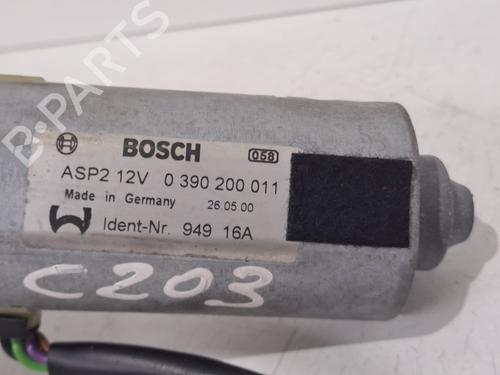 B-PARTS
BOSCH 058
ASP2 12V 0 390 200 011
Made in Germany 26.05.00
Ident-Nr. 949 16A
C203